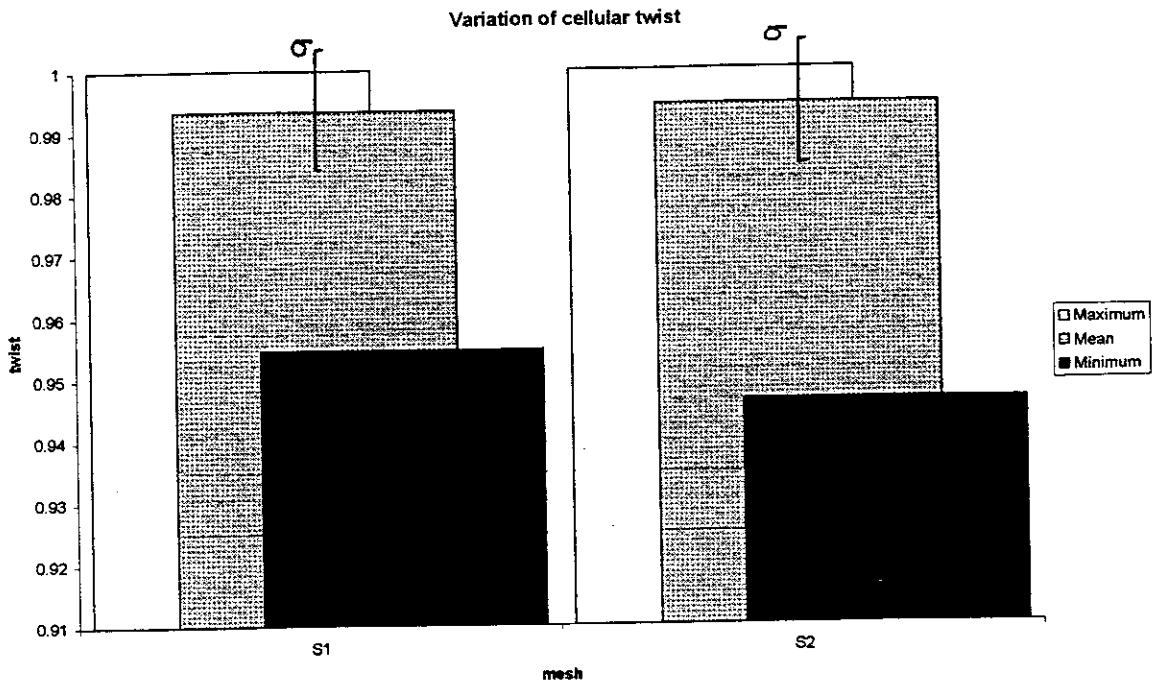 Variation of cellular twist
σ
σ
1
0.99
0.98
0.97
0.96
0.95
0.94
0.93
0.92
0.91
twist
S1
S2
mesh
Maximum
Mean
Minimum